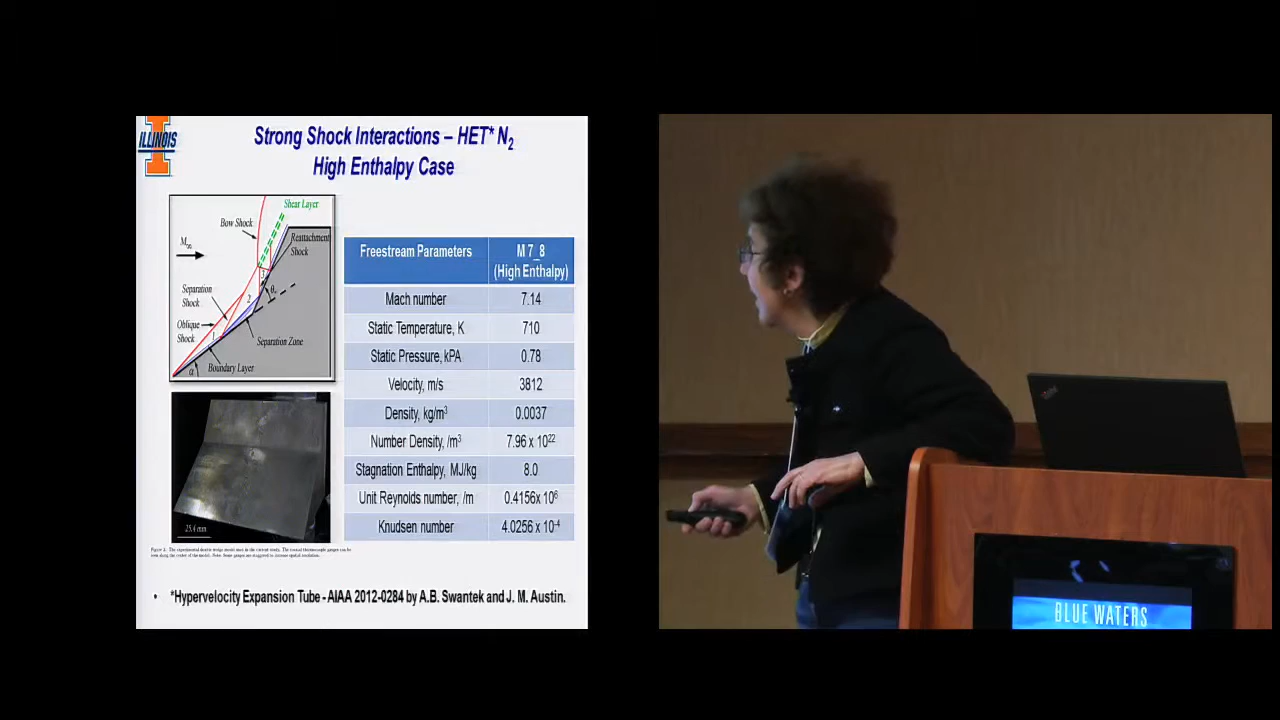 ILLINOIS
Strong Shock Interactions – HET* N2
High Enthalpy Case
Shear Layer
Bow Shock
M∞
Reattachment
Shock
Separation
Shock
Oblique
Shock
1
2
3
θ
α
Separation Zone
Boundary Layer
25.4 mm
Freestream Parameters
M 7_8
(High Enthalpy)
Mach number 7.14
Static Temperature, K 710
Static Pressure, kPA 0.78
Velocity, m/s 3812
Density, kg/m³ 0.0037
Number Density, /m³ 7.96 x 10²²
Stagnation Enthalpy, MJ/kg 8.0
Unit Reynolds number, /m 0.4156x 10⁶
Knudsen number 4.0256 x 10⁻⁴
• *Hypervelocity Expansion Tube - AIAA 2012-0284 by A.B. Swantek and J. M. Austin.
BLUE WATERS